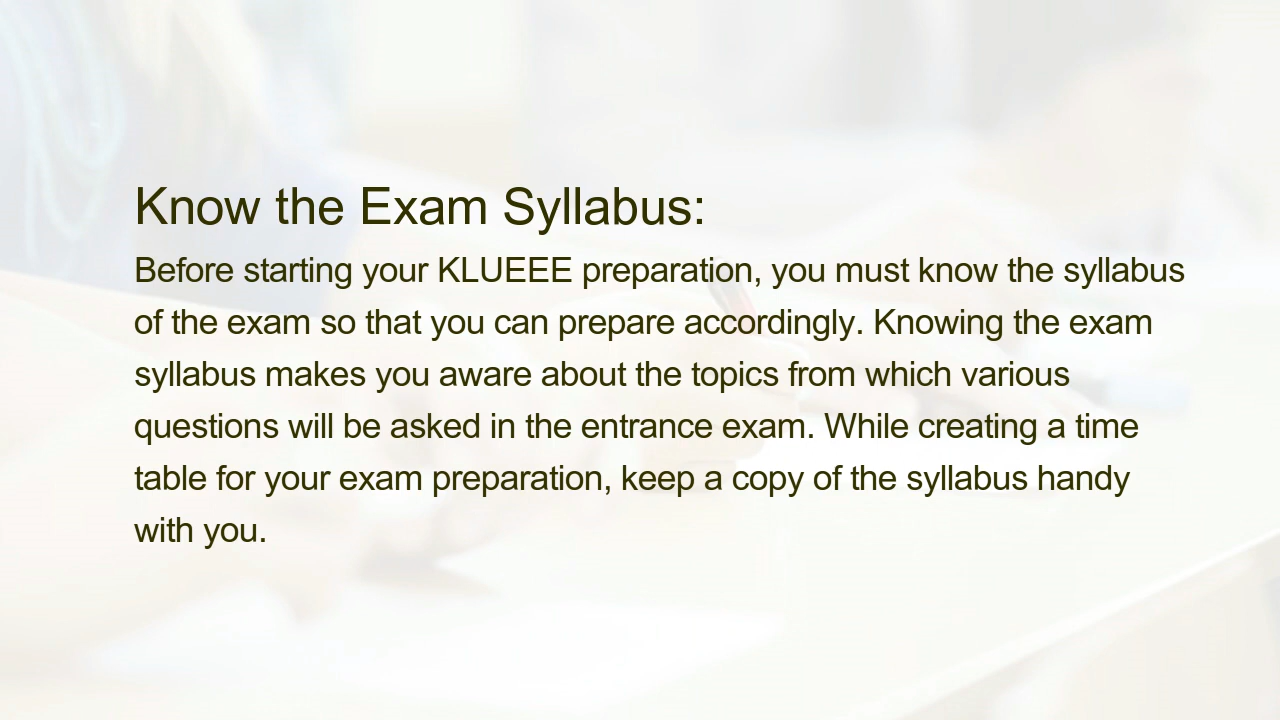 Know the Exam Syllabus:
Before starting your KLUEEE preparation, you must know the syllabus
of the exam so that you can prepare accordingly. Knowing the exam
syllabus makes you aware about the topics from which various
questions will be asked in the entrance exam. While creating a time
table for your exam preparation, keep a copy of the syllabus handy
with you.